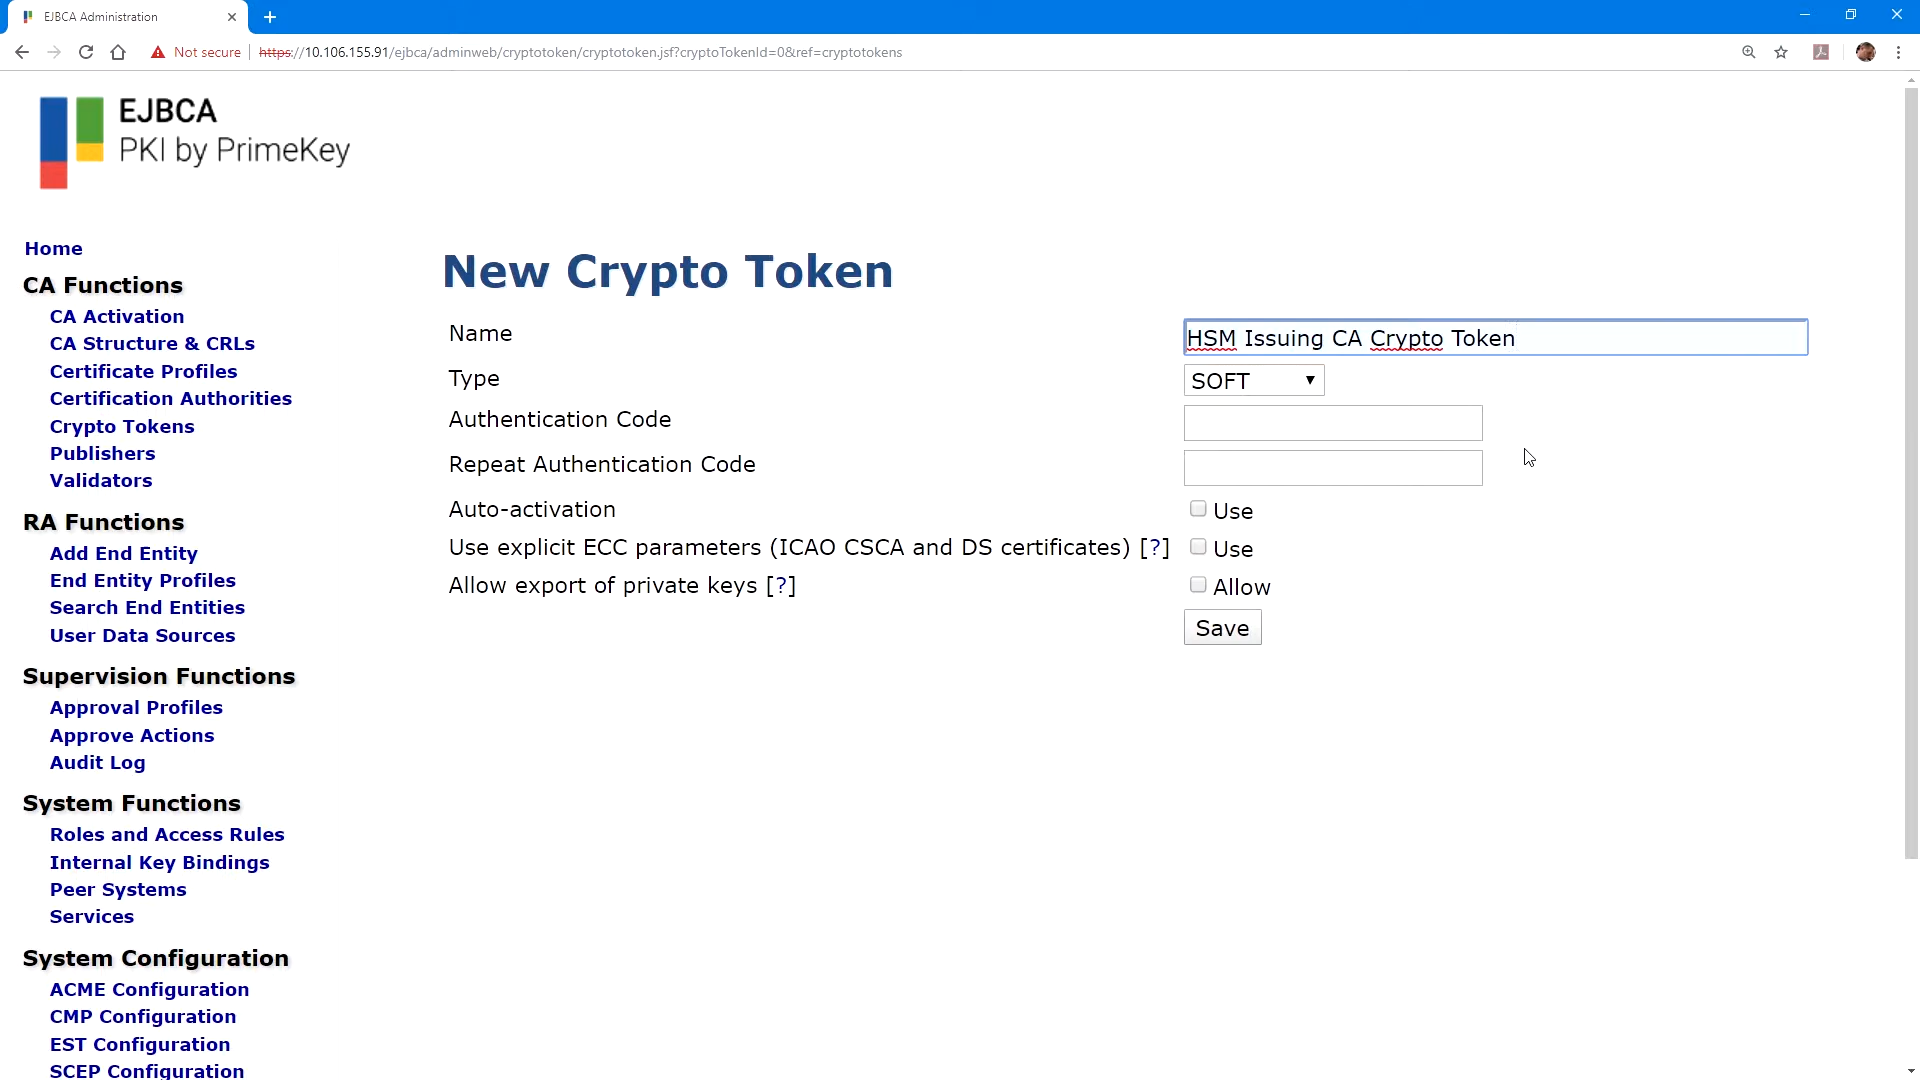 EJBCA Administration
Not secure | https://10.106.155.91/ejbca/adminweb/cryptotoken/cryptotoken.jsf?cryptoTokenId=0&ref=cryptotokens
EJBCA
PKI by PrimeKey
Home
CA Functions
CA Activation
CA Structure & CRLs
Certificate Profiles
Certification Authorities
Crypto Tokens
Publishers
Validators
RA Functions
Add End Entity
End Entity Profiles
Search End Entities
User Data Sources
Supervision Functions
Approval Profiles
Approve Actions
Audit Log
System Functions
Roles and Access Rules
Internal Key Bindings
Peer Systems
Services
System Configuration
ACME Configuration
CMP Configuration
EST Configuration
SCEP Configuration
New Crypto Token
Name HSM Issuing CA Crypto Token
Type SOFT
Authentication Code
Repeat Authentication Code
Auto-activation Use
Use explicit ECC parameters (ICAO CSCA and DS certificates) [?] Use
Allow export of private keys [?] Allow
Save